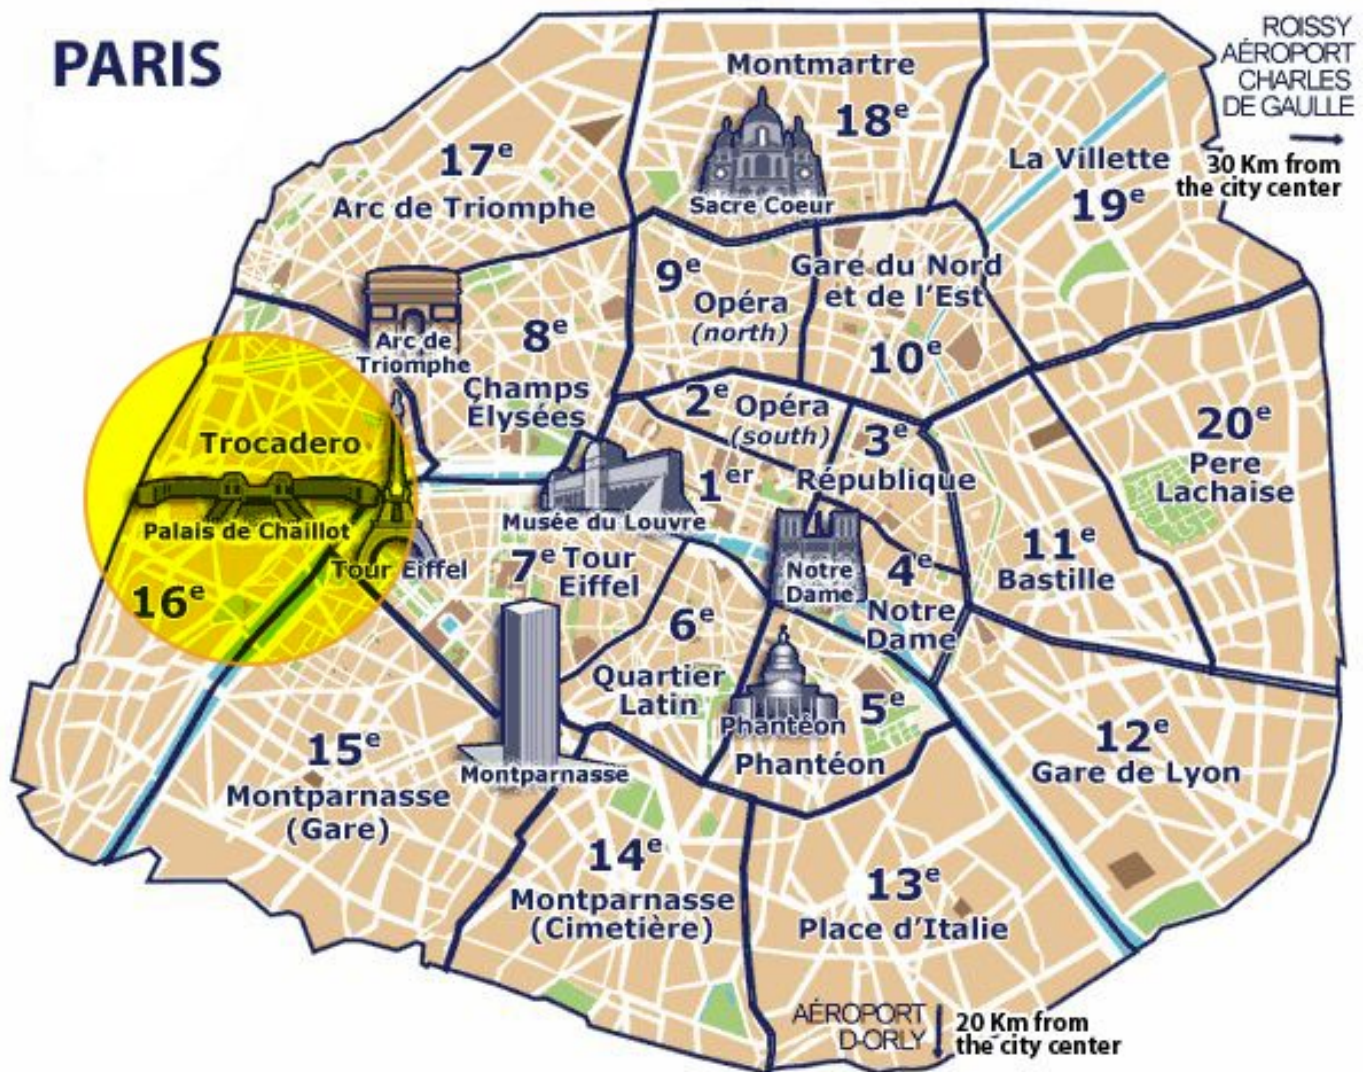 PARIS
ROISSY
AÉROPORT
CHARLES
DE GAULLE
30 Km from
the city center
Montmartre
18e
Sacre Coeur
17e
Arc de Triomphe
La Villette
19e
9e
Opéra
(north)
Gare du Nord
et de l'Est
10e
Arc de
Triomphe
8e
Champs
Élysées
2e Opéra
(south)
3e
République
20e
Pere
Lachaise
Trocadero
Palais de Chaillot
16e
Tour Eiffel
1er
Musée du Louvre
7e Tour
Eiffel
Notre
Dame
4e
Notre
Dame
11e
Bastille
6e
Quartier
Latin
Phantéon
5e
Phantéon
12e
Gare de Lyon
15e
Montparnasse
(Gare)
Montparnasse
14e
Montparnasse
(Cimetière)
13e
Place d'Italie
AÉROPORT
D-ORLY
20 Km from
the city center